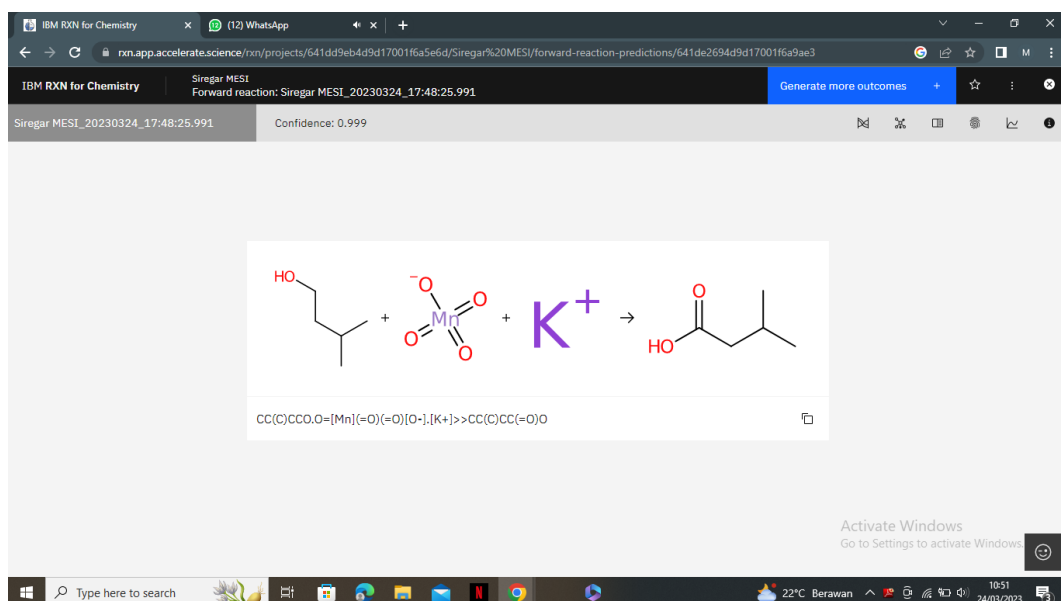 IBM RXN for Chemistry
(12) WhatsApp
rxn.app.accelerate.science/rxn/projects/641dd9eb4d9d17001f6a5e6d/Siregar%20MESI/forward-reaction-predictions/641de2694d9d17001f6a9ae3
M
IBM RXN for Chemistry
Siregar MESI
Forward reaction: Siregar MESI_20230324_17:48:25.991
Generate more outcomes +
Siregar MESI_20230324_17:48:25.991
Confidence: 0.999
HO + -O Mn O O O + K+ → O HO
CC(C)CCO.O=[Mn](=O)(=O)[O-].[K+]>>CC(C)CC(=O)O
Activate Windows
Go to Settings to activate Windows.
Type here to search
N
22°C Berawan
10:51
24/03/2023
3